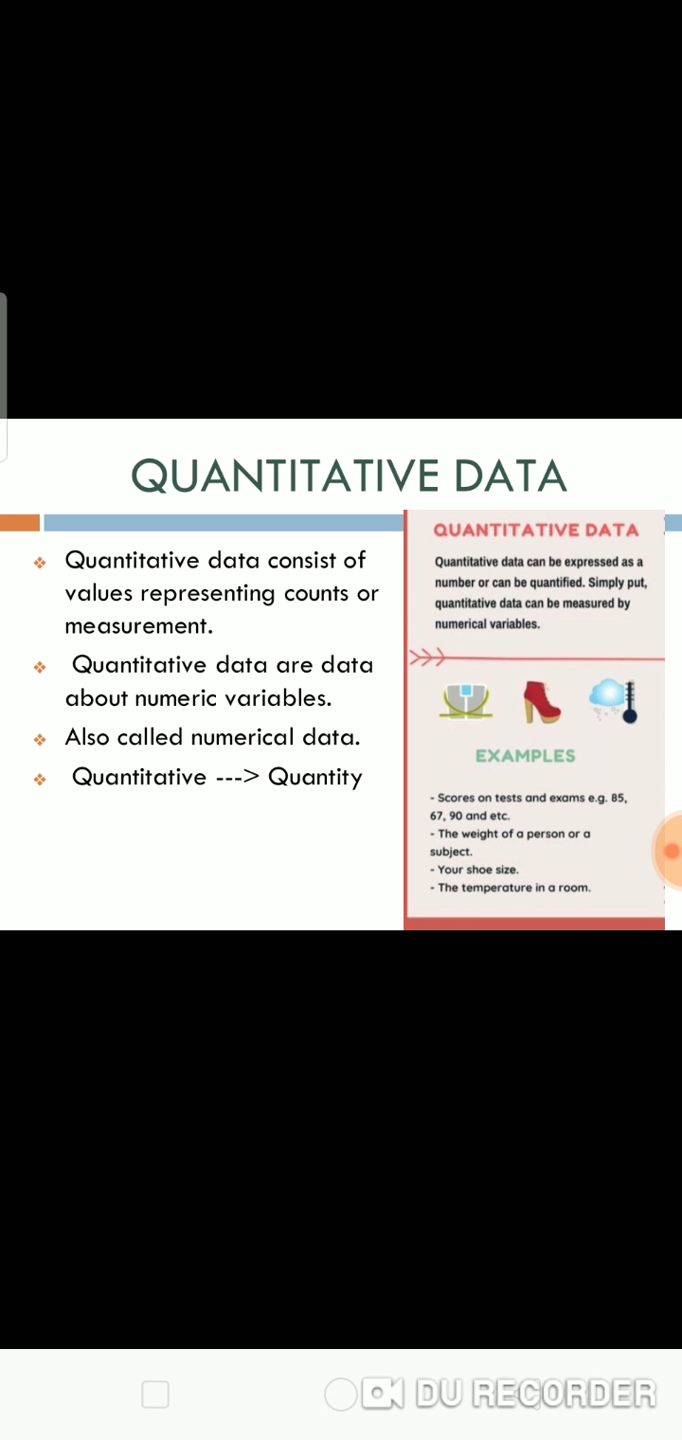 QUANTITATIVE DATA
Quantitative data consist of
values representing counts or
measurement.
Quantitative data are data
about numeric variables.
Also called numerical data.
Quantitative ---> Quantity
QUANTITATIVE DATA
Quantitative data can be expressed as a
number or can be quantified. Simply put,
quantitative data can be measured by
numerical variables.
EXAMPLES
- Scores on tests and exams e.g. 85,
67, 90 and etc.
- The weight of a person or a
subject.
- Your shoe size.
- The temperature in a room.
DU RECORDER